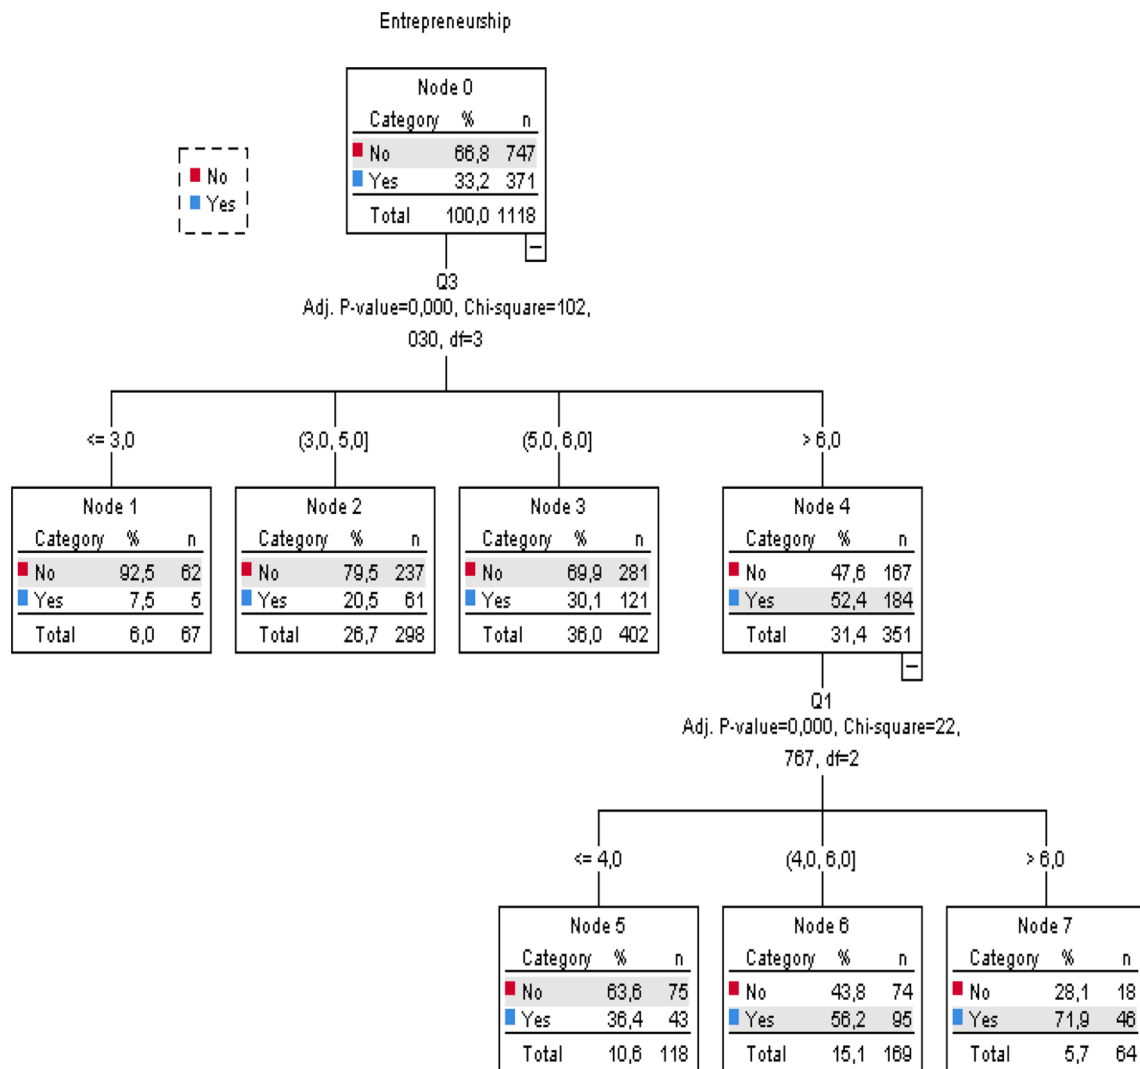 Entrepreneurship
Node 0
Category % n
No 66,8 747
Yes 33,2 371
Total 100,0 1118
No
Yes
Q3
Adj. P-value=0,000, Chi-square=102,
030, df=3
<= 3,0
(3,0, 5,0]
(5,0, 6,0]
> 6,0
Node 1
Category % n
No 92,5 62
Yes 7,5 5
Total 6,0 67
Node 2
Category % n
No 79,5 237
Yes 20,5 61
Total 26,7 298
Node 3
Category % n
No 69,9 281
Yes 30,1 121
Total 36,0 402
Node 4
Category % n
No 47,6 167
Yes 52,4 184
Total 31,4 351
Q1
Adj. P-value=0,000, Chi-square=22,
767, df=2
<= 4,0
(4,0, 6,0]
> 6,0
Node 5
Category % n
No 63,6 75
Yes 36,4 43
Total 10,6 118
Node 6
Category % n
No 43,8 74
Yes 56,2 95
Total 15,1 169
Node 7
Category % n
No 28,1 18
Yes 71,9 46
Total 5,7 64